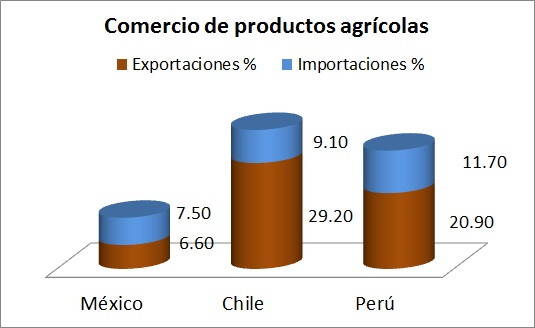 Comercio de productos agrícolas
Exportaciones % Importaciones %
9.10
11.70
7.50
29.20
20.90
6.60
México Chile Perú